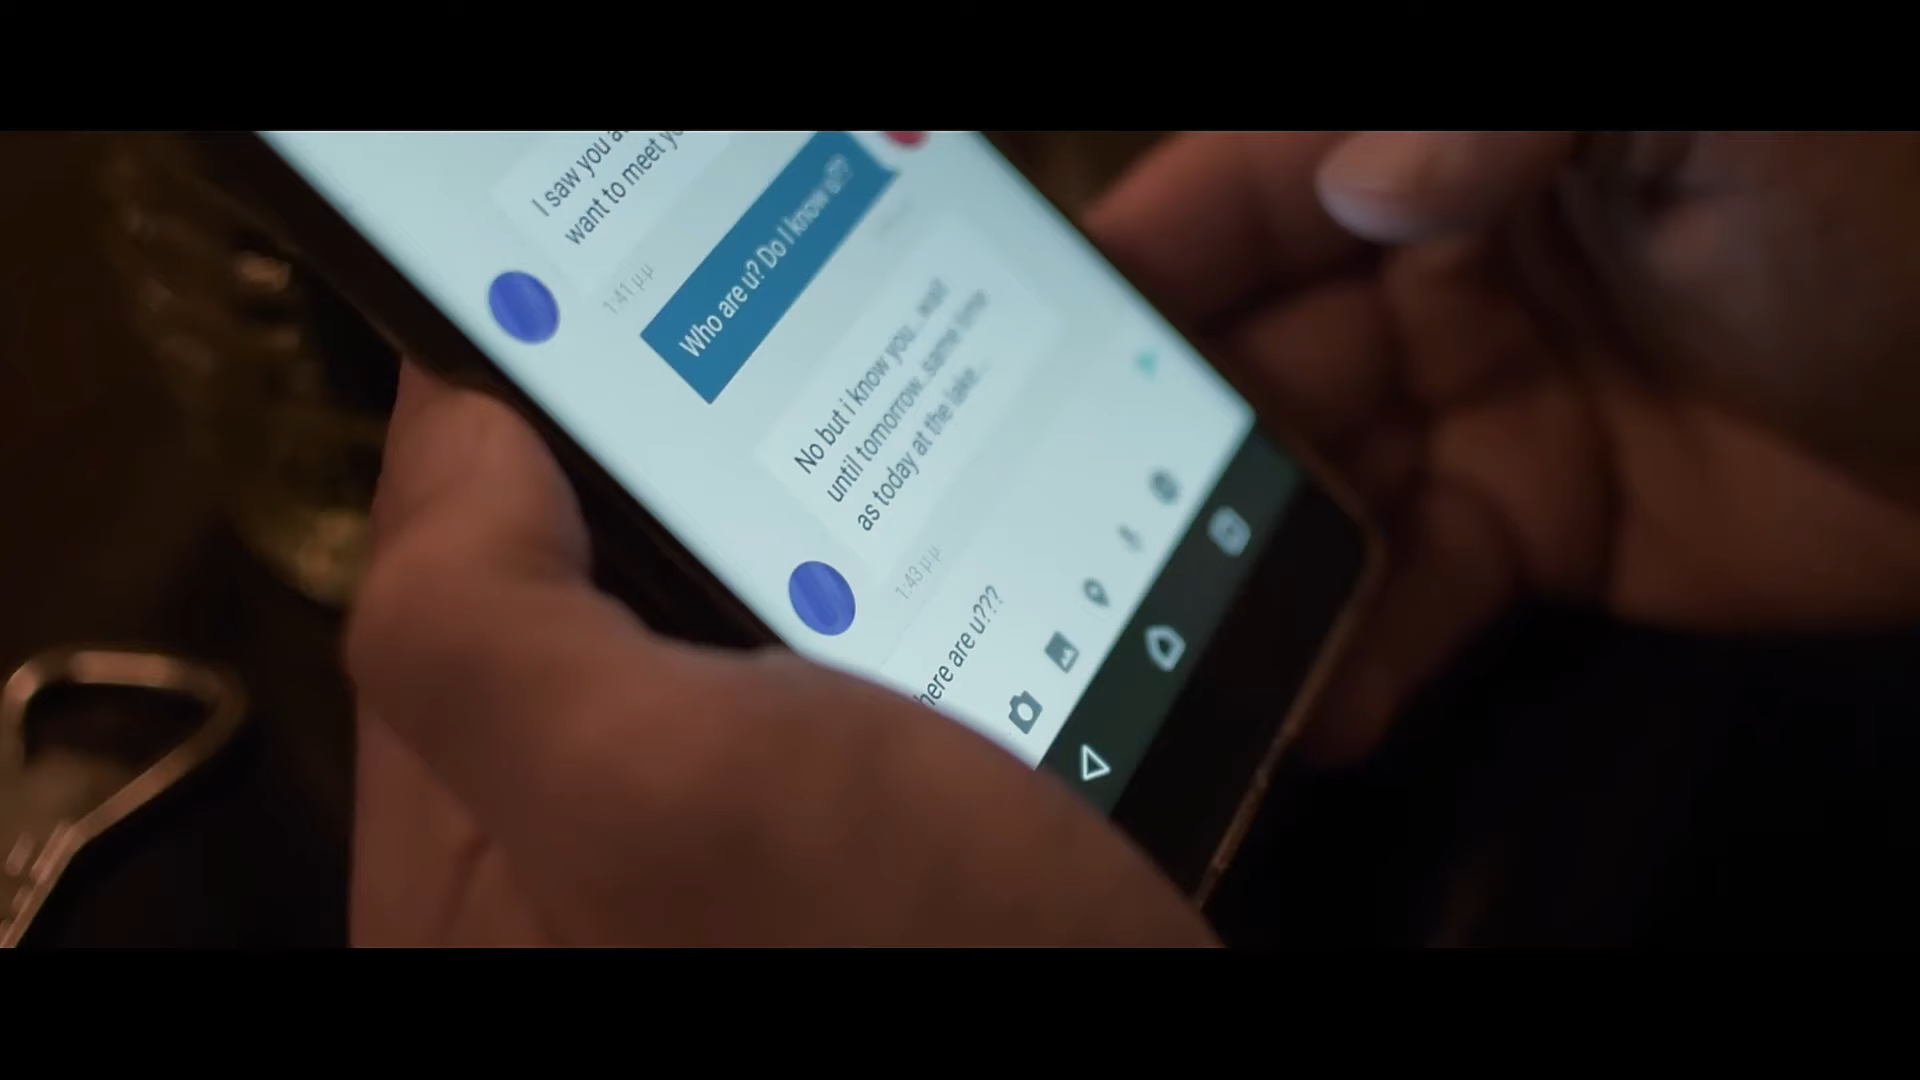 I saw you a
want to meet yo
1:41 μμ
Who are u? Do I know u??
No but i know you.. wait
until tomorrow..same time
as today at the lake...
1:43 μμ
here are u???